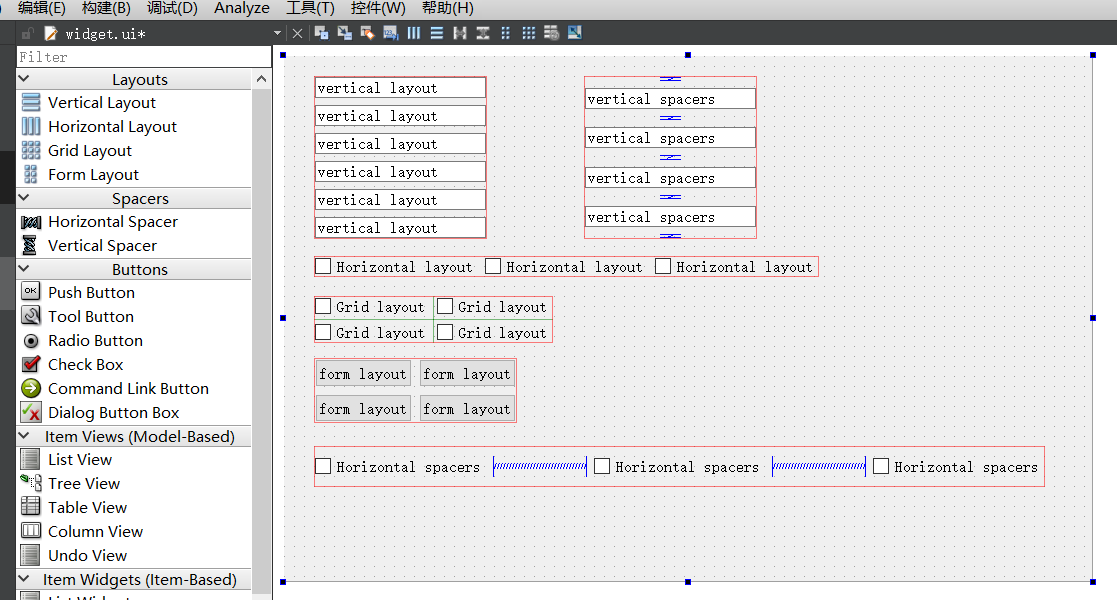 编辑(E) 构建(B) 调试(D) Analyze 工具(T) 控件(W) 帮助(H)
widget.ui*
Filter
Layouts
Vertical Layout
Horizontal Layout
Grid Layout
Form Layout
Spacers
Horizontal Spacer
Vertical Spacer
Buttons
OK Push Button
Tool Button
Radio Button
Check Box
Command Link Button
Dialog Button Box
Item Views (Model-Based)
List View
Tree View
Table View
Column View
Undo View
Item Widgets (Item-Based)
vertical layout
vertical layout
vertical layout
vertical layout
vertical layout
vertical layout
vertical spacers
vertical spacers
vertical spacers
vertical spacers
Horizontal layout Horizontal layout Horizontal layout
Grid layout Grid layout
Grid layout Grid layout
form layout form layout
form layout form layout
Horizontal spacers Horizontal spacers Horizontal spacers